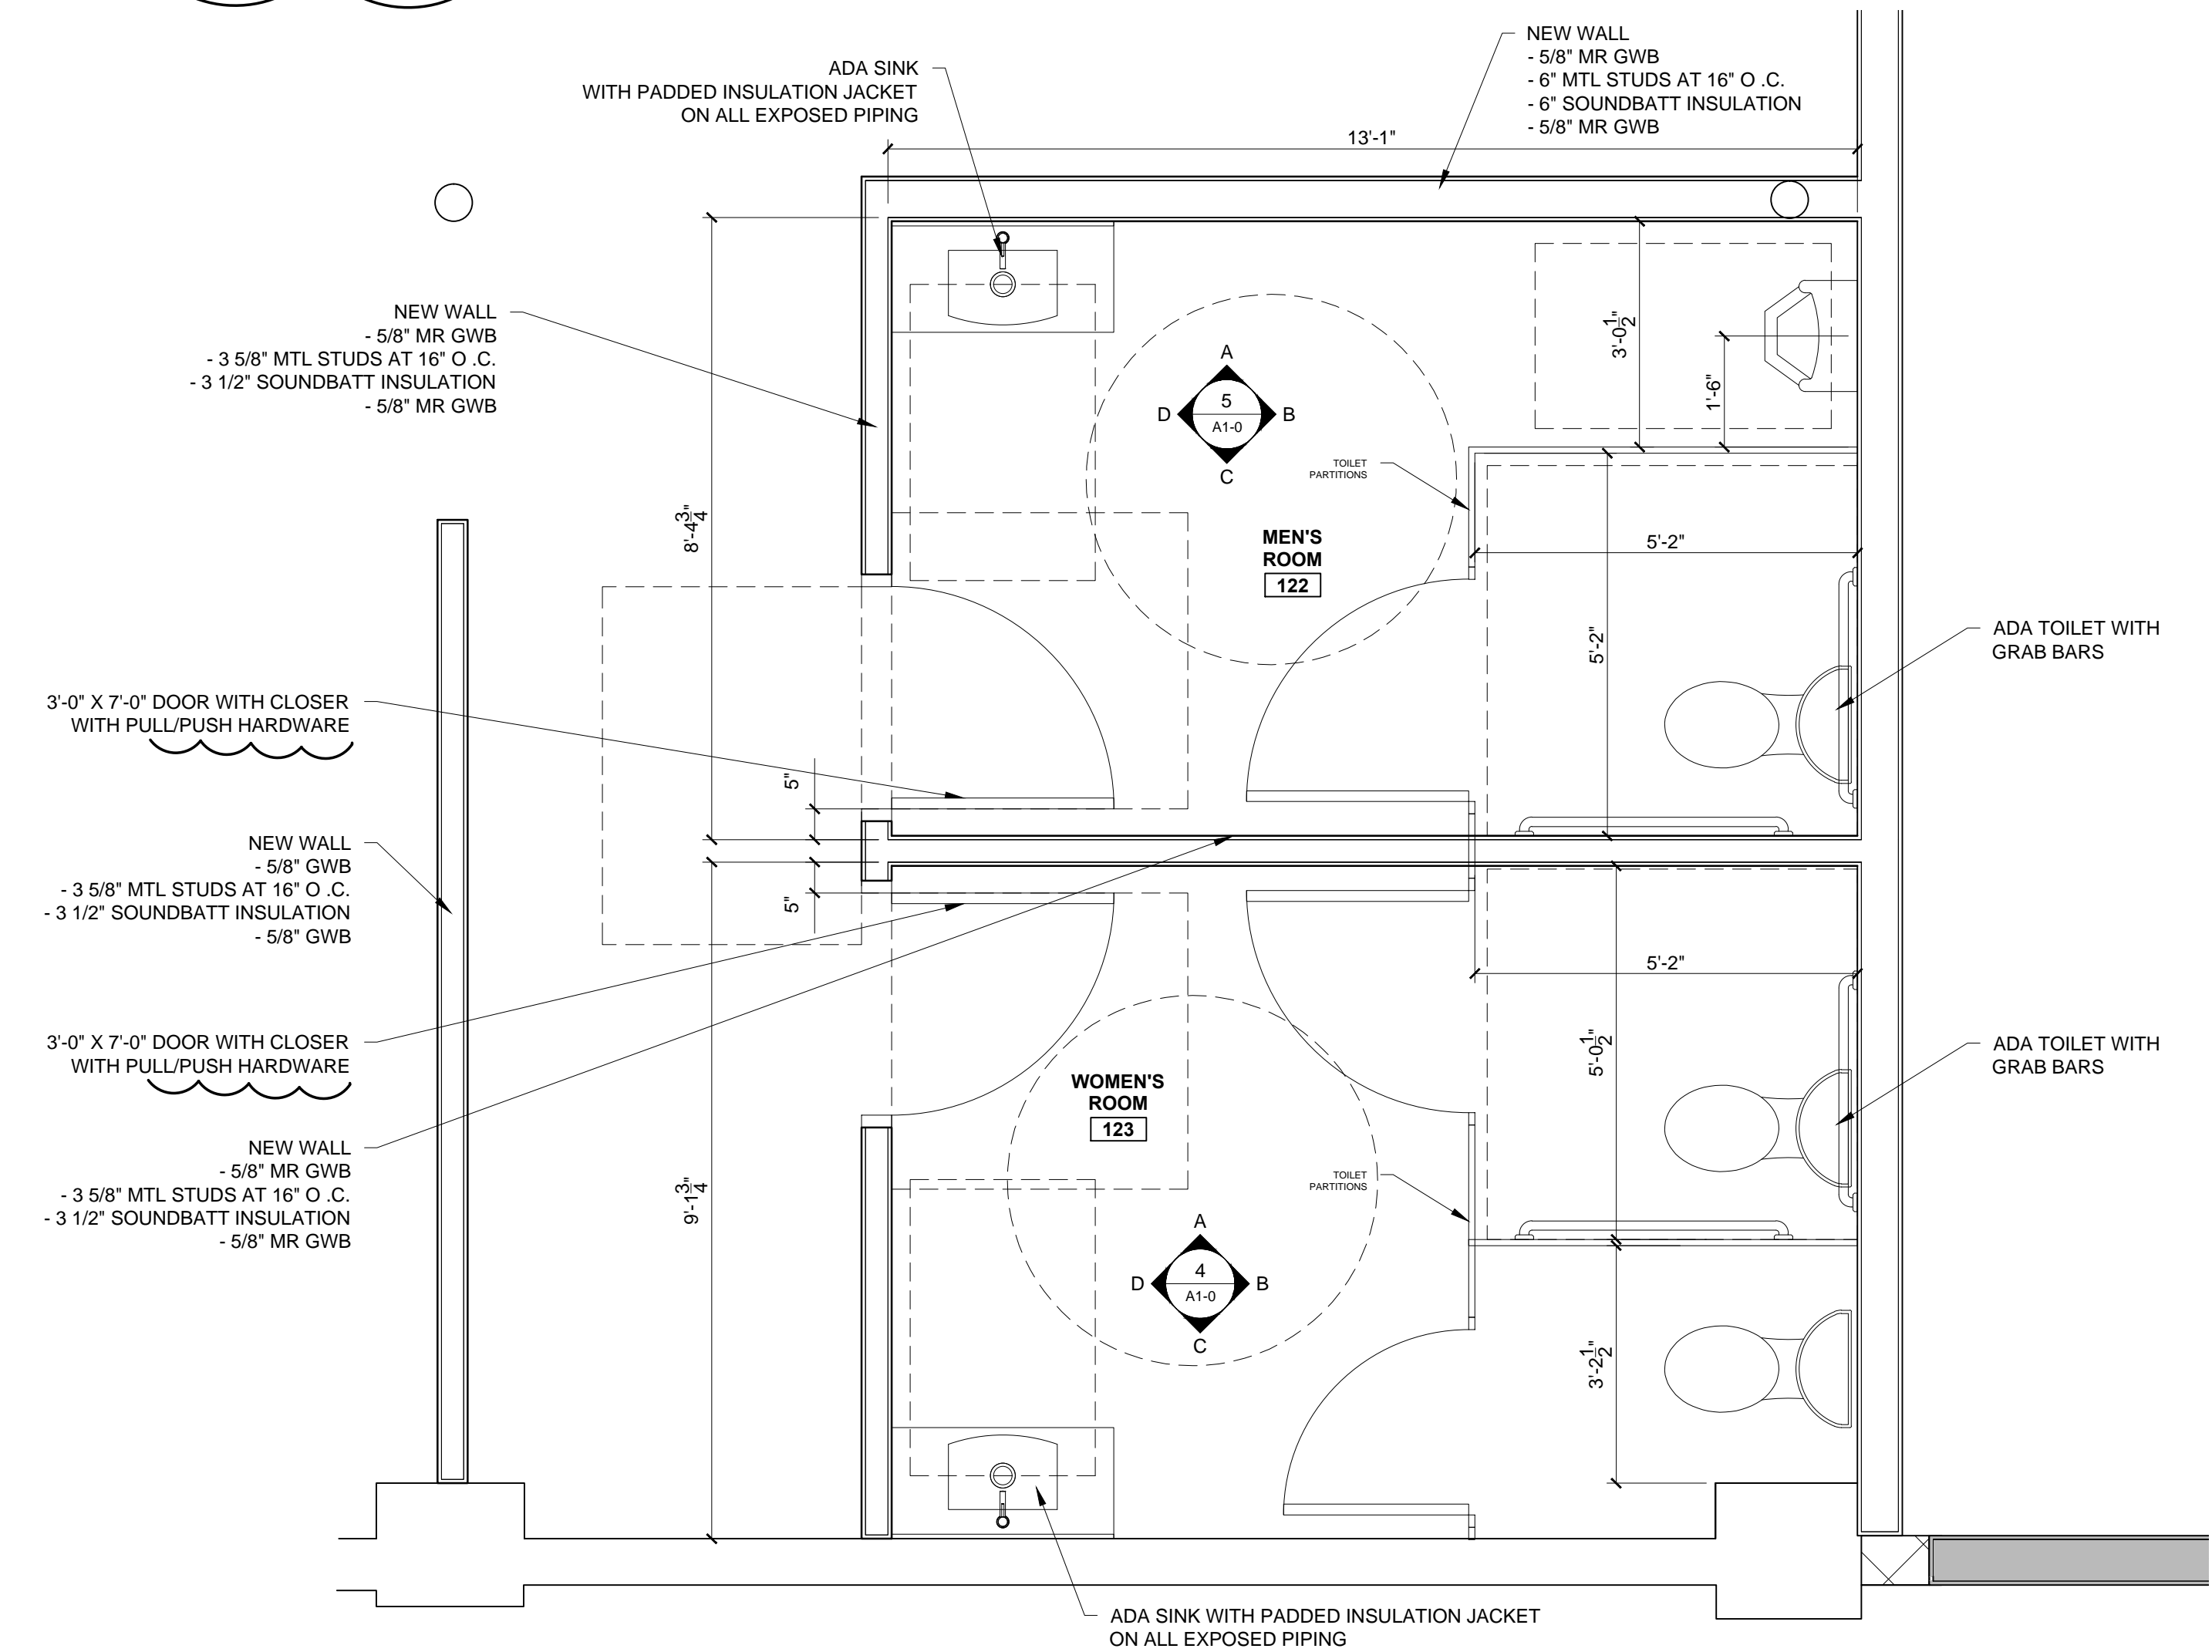 ADA SINK
WITH PADDED INSULATION JACKET
ON ALL EXPOSED PIPING
NEW WALL
- 5/8" MR GWB
- 6" MTL STUDS AT 16" O .C.
- 6" SOUNDBATT INSULATION
- 5/8" MR GWB
13'-1"
NEW WALL
- 5/8" MR GWB
- 3 5/8" MTL STUDS AT 16" O .C.
- 3 1/2" SOUNDBATT INSULATION
- 5/8" MR GWB
8'-4 3/4"
A
5
D
B
A1-0
C
3'-0 1/2"
1'-6"
TOILET
PARTITIONS
MEN'S
ROOM
122
5'-2"
5'-2"
ADA TOILET WITH
GRAB BARS
3'-0" X 7'-0" DOOR WITH CLOSER
WITH PULL/PUSH HARDWARE
5"
NEW WALL
- 5/8" GWB
- 3 5/8" MTL STUDS AT 16" O .C.
- 3 1/2" SOUNDBATT INSULATION
- 5/8" GWB
5"
5'-2"
3'-0" X 7'-0" DOOR WITH CLOSER
WITH PULL/PUSH HARDWARE
5'-0 1/2"
ADA TOILET WITH
GRAB BARS
WOMEN'S
ROOM
123
NEW WALL
- 5/8" MR GWB
- 3 5/8" MTL STUDS AT 16" O .C.
- 3 1/2" SOUNDBATT INSULATION
- 5/8" MR GWB
9'-1 3/4"
TOILET
PARTITIONS
A
4
D
B
A1-0
C
3'-2 1/2"
ADA SINK WITH PADDED INSULATION JACKET
ON ALL EXPOSED PIPING